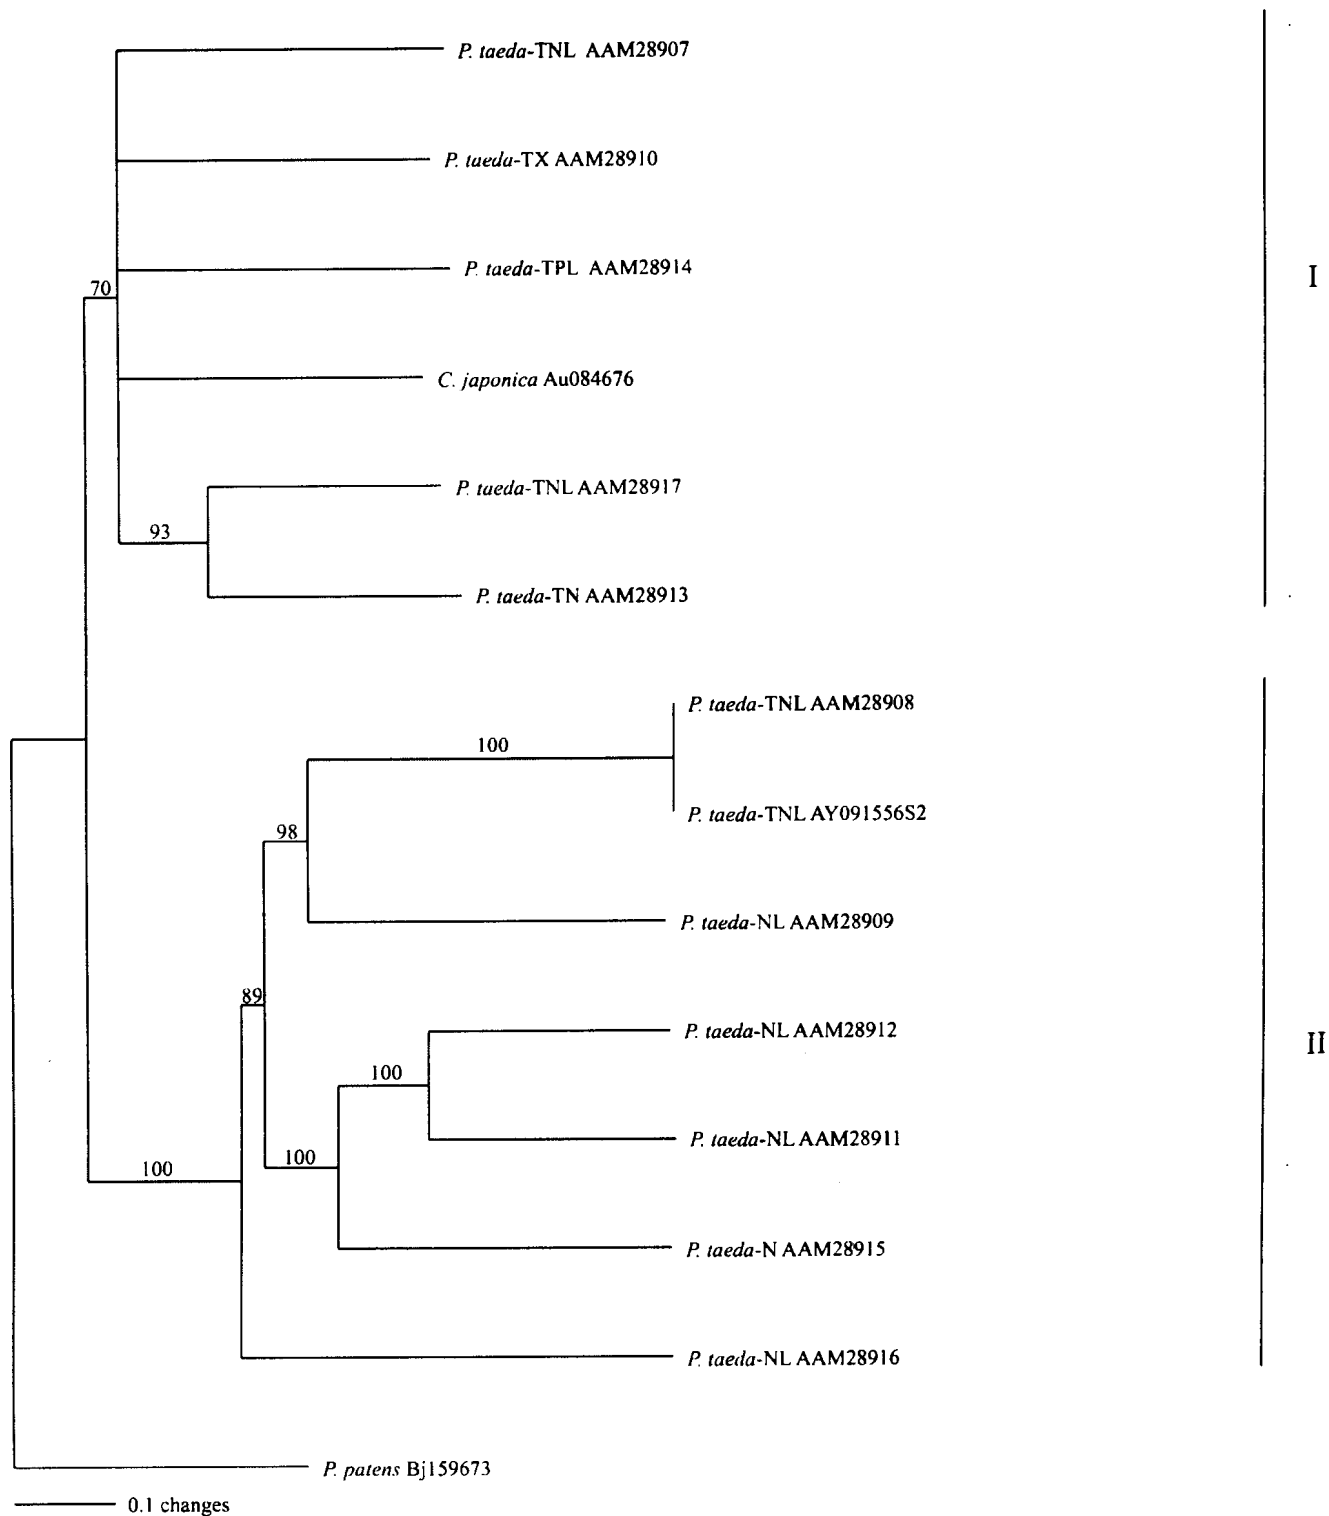 P. taeda-TNL AAM28907
P. taeda-TX AAM28910
P. taeda-TPL AAM28914
70
I
C. japonica Au084676
P. taeda-TNL AAM28917
93
P. taeda-TN AAM28913
P. taeda-TNL AAM28908
100
P. taeda-TNL AY091556S2
98
P. taeda-NL AAM28909
89
P. taeda-NL AAM28912
II
100
P. taeda-NL AAM28911
100
100
P. taeda-N AAM28915
P. taeda-NL AAM28916
P. patens Bj159673
0.1 changes